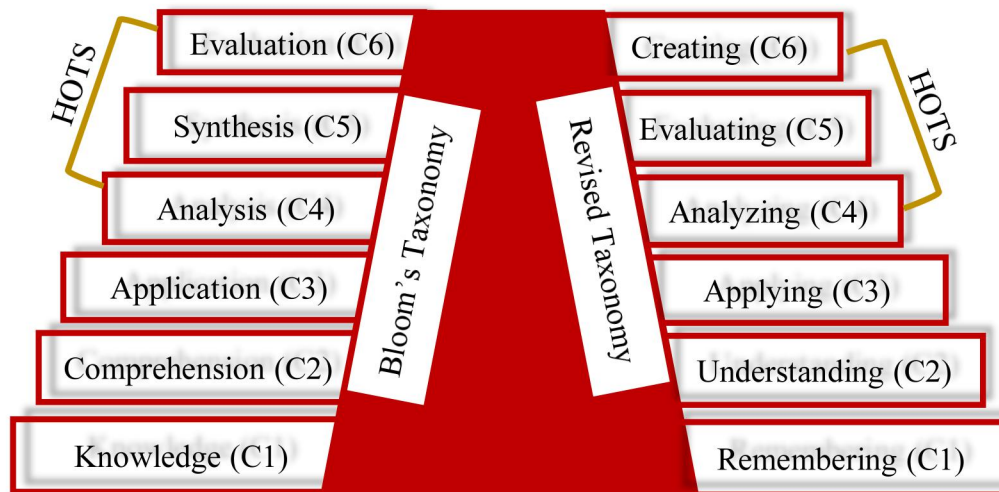 HOTS
Evaluation (C6)
Synthesis (C5)
Analysis (C4)
Application (C3)
Comprehension (C2)
Knowledge (C1)
Bloom's Taxonomy
Revised Taxonomy
Creating (C6)
Evaluating (C5)
Analyzing (C4)
Applying (C3)
Understanding (C2)
Remembering (C1)
HOTS